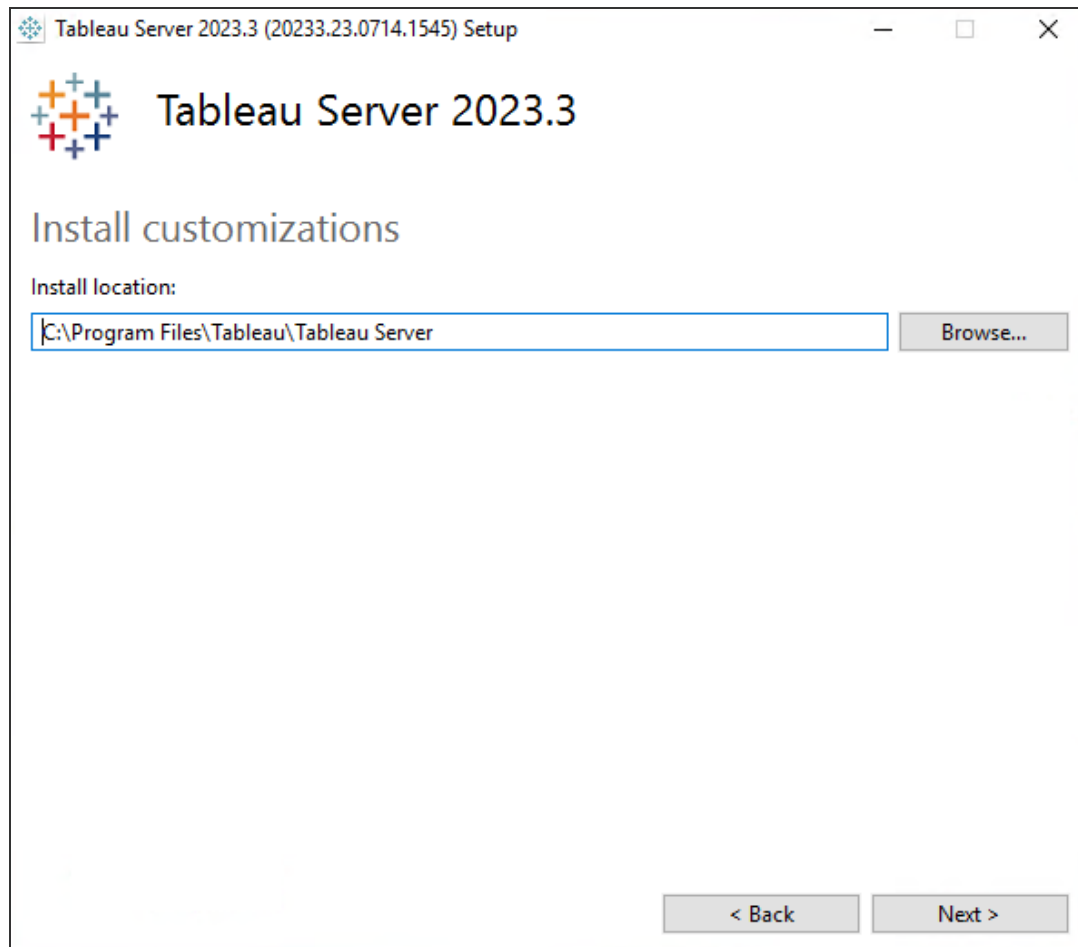 Tableau Server 2023.3 (20233.23.0714.1545) Setup
Tableau Server 2023.3
Install customizations
Install location:
C:\Program Files\Tableau\Tableau Server
Browse...
< Back
Next >